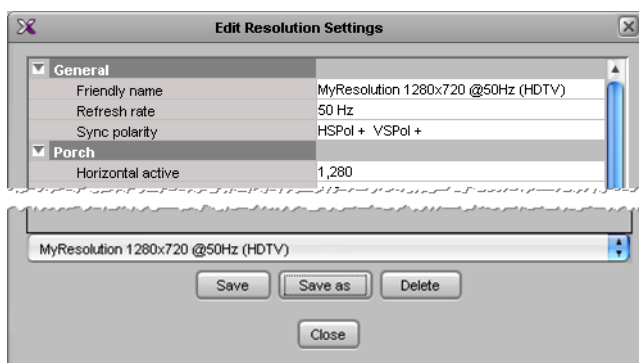 Edit Resolution Settings
General
Friendly name MyResolution 1280x720 @50Hz (HDTV)
Refresh rate 50 Hz
Sync polarity HSPol + VSPol +
Porch
Horizontal active 1,280
MyResolution 1280x720 @50Hz (HDTV)
Save Save as Delete
Close